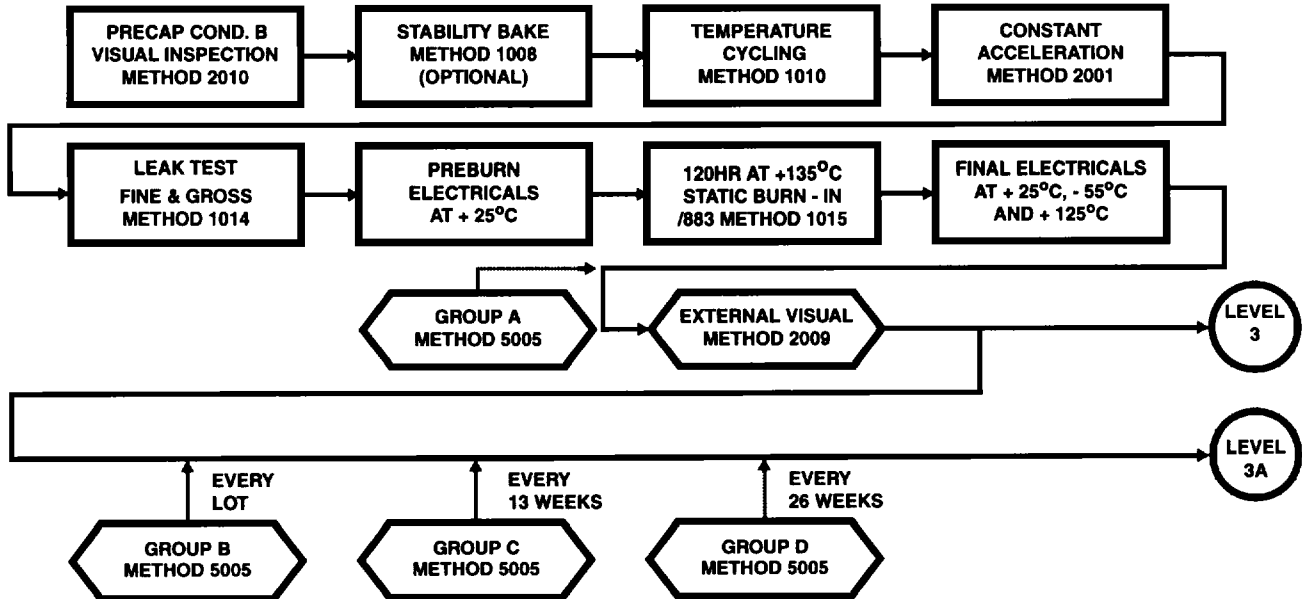 PRECAP COND. B
VISUAL INSPECTION
METHOD 2010
STABILITY BAKE
METHOD 1008
(OPTIONAL)
TEMPERATURE
CYCLING
METHOD 1010
CONSTANT
ACCELERATION
METHOD 2001
LEAK TEST
FINE & GROSS
METHOD 1014
PREBURN
ELECTRICALS
AT + 25°C
120HR AT +135°C
STATIC BURN - IN
/883 METHOD 1015
FINAL ELECTRICALS
AT + 25°C, - 55°C
AND + 125°C
GROUP A
METHOD 5005
EXTERNAL VISUAL
METHOD 2009
LEVEL
3
LEVEL
3A
EVERY
LOT
EVERY
13 WEEKS
EVERY
26 WEEKS
GROUP B
METHOD 5005
GROUP C
METHOD 5005
GROUP D
METHOD 5005